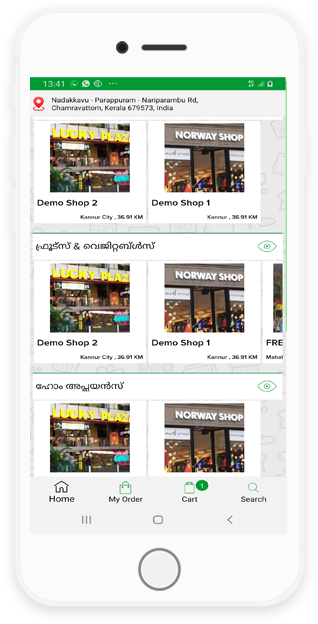 13:41
Nadakkavu - Parappuram - Nariparambu Rd,
Chamravattom, Kerala 679573, India
LUCKY PLAZ
NORWAY SHOP
Demo Shop 2
Demo Shop 1
Kannur City , 36.91 KM
Kannur , 36.91 KM
ഫ്രൂട്സ് & വെജിറ്റബ്ൾസ്
LUCKY PLAZ
NORWAY SHOP
Demo Shop 2
Demo Shop 1
FRE
Kannur City , 36.91 KM
Kannur , 36.91 KM
Mahat
ഹോം അപ്ലയൻസ്
LUCKY PLAZ
NORWAY SHOP
1
Home
My Order
Cart
Search